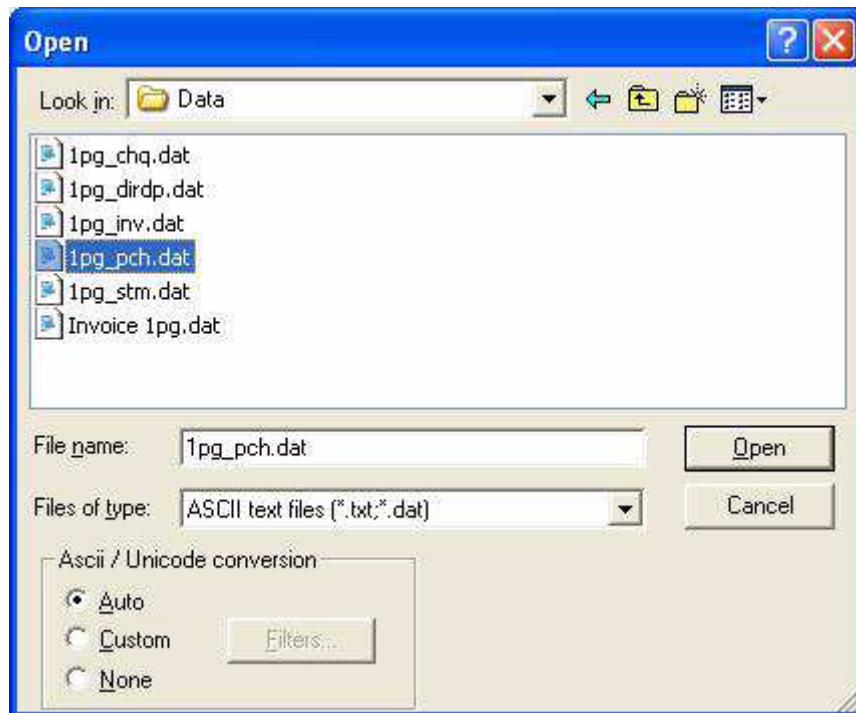 Open
Look in: Data
1pg_chq.dat
1pg_dirdp.dat
1pg_inv.dat
1pg_pch.dat
1pg_stm.dat
Invoice 1pg.dat
File name: 1pg_pch.dat Open
Files of type: ASCII text files (*.txt;*.dat) Cancel
Ascii / Unicode conversion
Auto
Custom Filters...
None